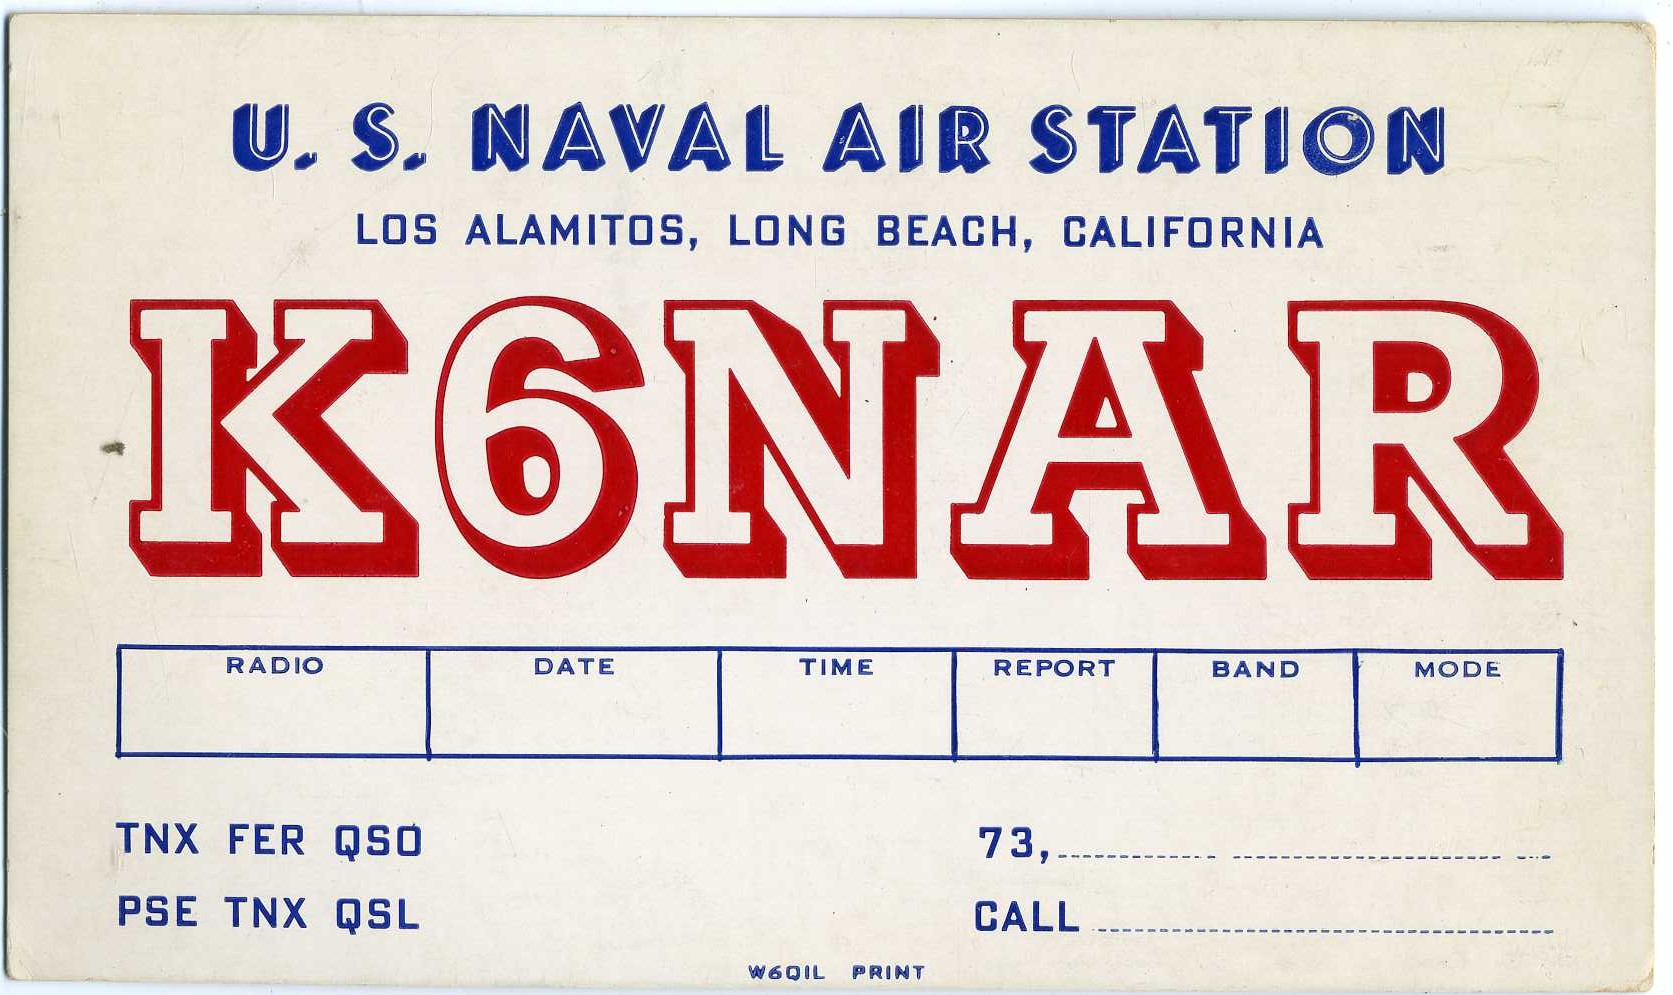 U. S. NAVAL AIR STATION
LOS ALAMITOS, LONG BEACH, CALIFORNIA
K6NAR
RADIO DATE TIME REPORT BAND MODE
TNX FER QSO 73,
PSE TNX QSL CALL
W6QIL PRINT